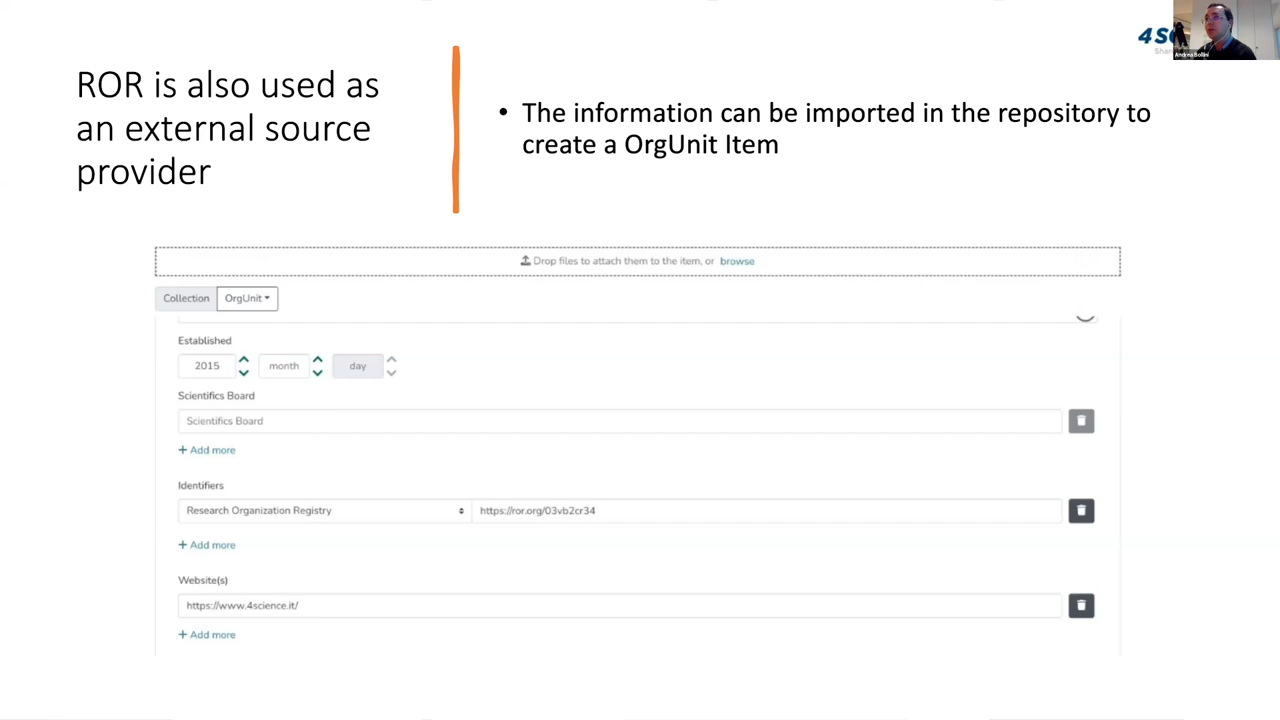 ROR is also used as
an external source
provider
• The information can be imported in the repository to
create a OrgUnit Item
Andrea Bollini
Drop files to attach them to the item, or browse
Collection OrgUnit
Established
2015 month day
Scientifics Board
Scientifics Board
+ Add more
Identifiers
Research Organization Registry https://ror.org/03vb2cr34
+ Add more
Website(s)
https://www.4science.it/
+ Add more